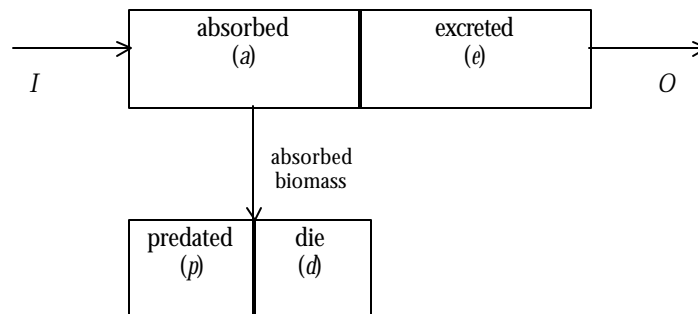 absorbed
(a)
excreted
(e)
I
O
absorbed
biomass
predated
(p)
die
(d)